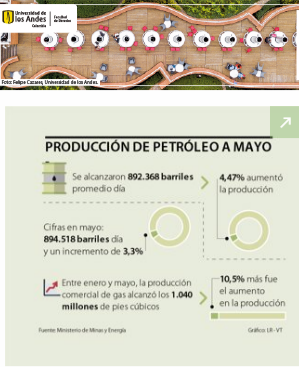 Universidad de
los Andes
Colombia
Facultad
de Derecho
Foto: Felipe Cazares, Universidad de los Andes.
PRODUCCIÓN DE PETRÓLEO A MAYO
Se alcanzaron 892.368 barriles
promedio día
4,47% aumentó
la producción
Cifras en mayo:
894.518 barriles día
y un incremento de 3,3%
Entre enero y mayo, la producción
comercial de gas alcanzó los 1.040
millones de pies cúbicos
10,5% más fue
el aumento
en la producción
Fuente: Ministerio de Minas y Energía
Gráfico: LR-VT